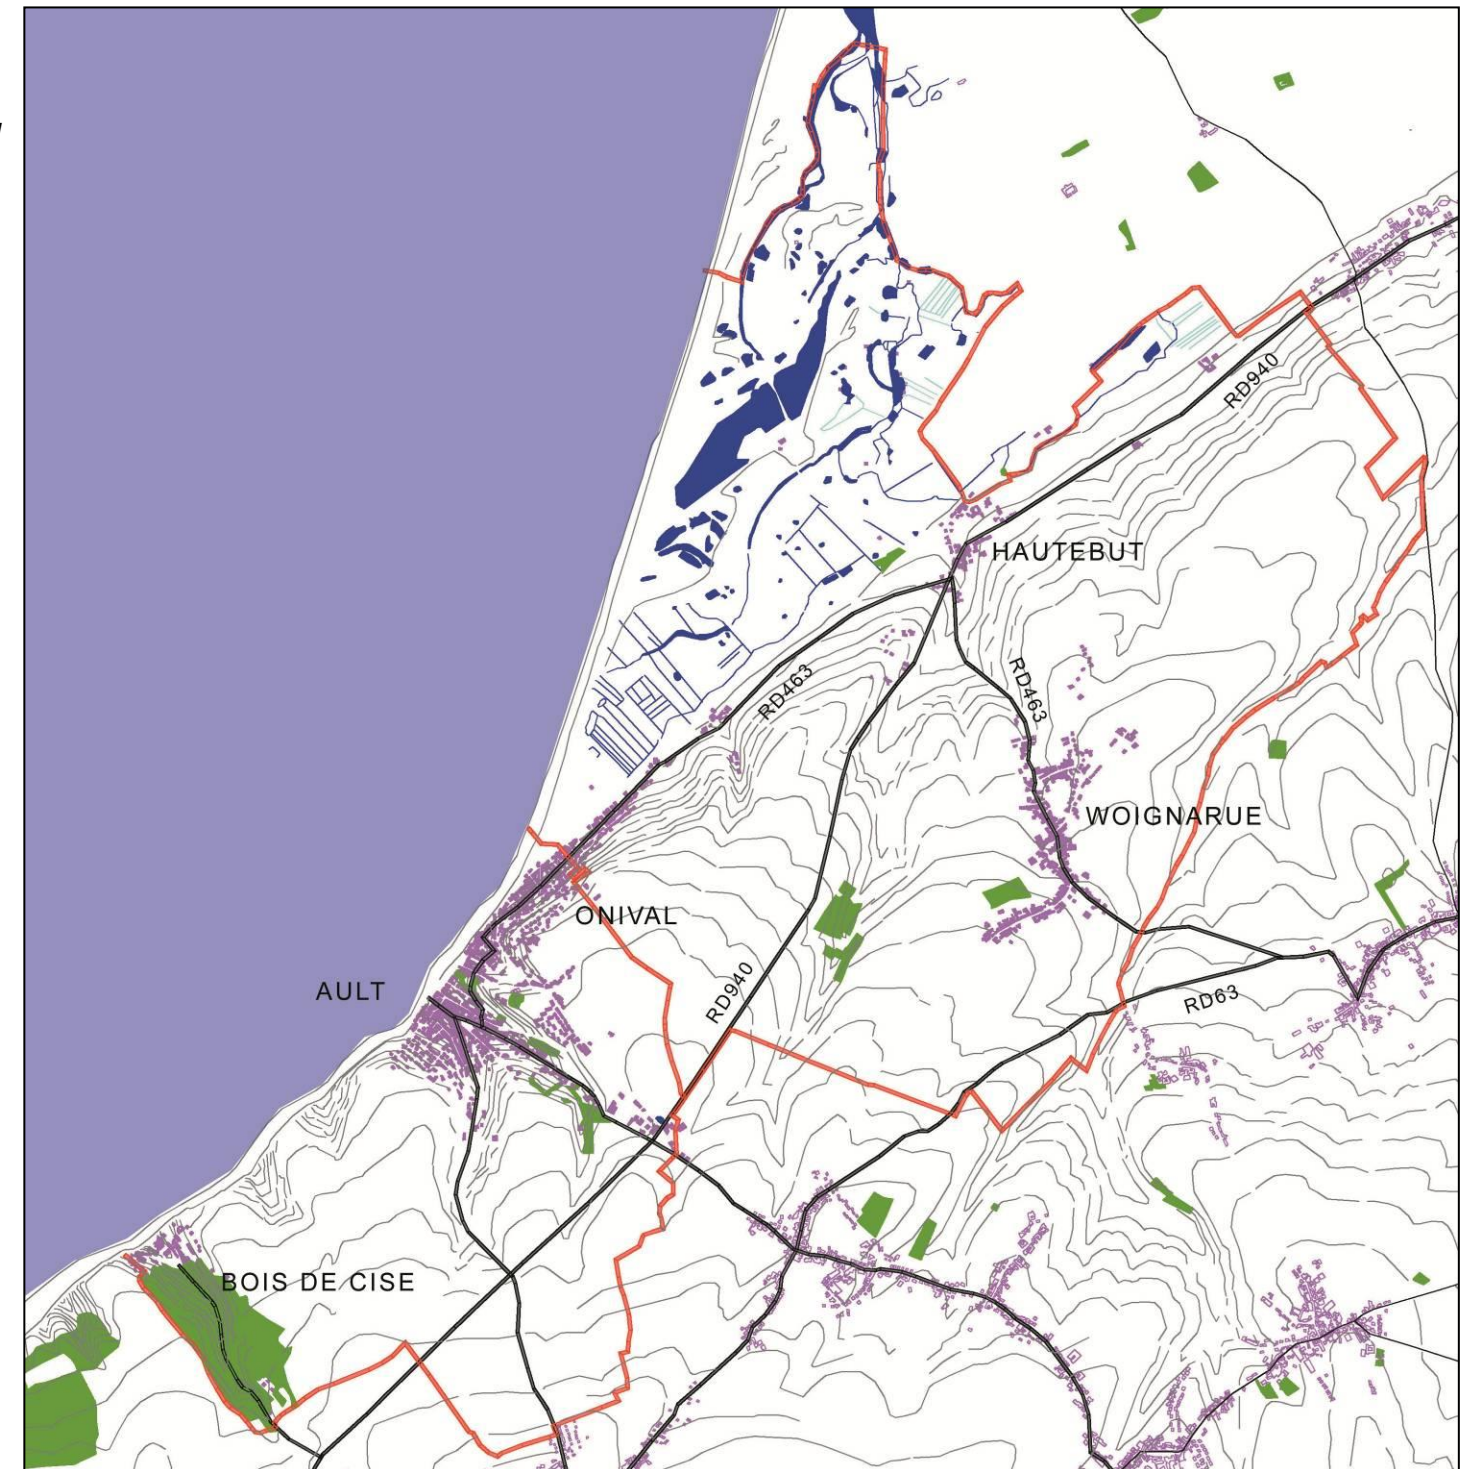 RD940
HAUTEBUT
RD463
RD463
WOIGNARUE
ONIVAL
AULT
RD940
RD63
BOIS DE CISE